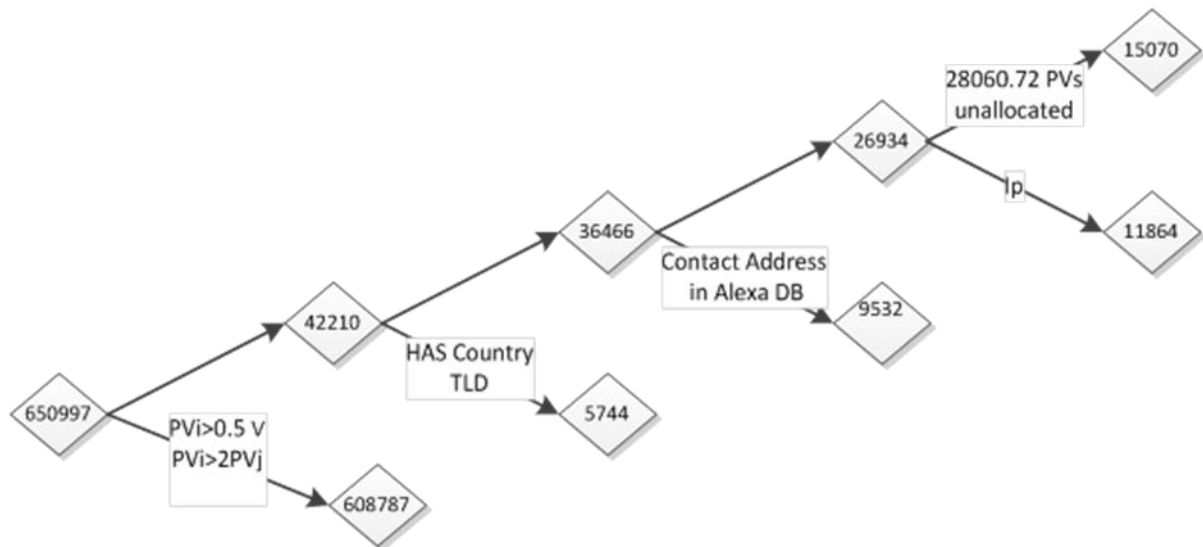 15070
28060.72 PVs
unallocated
26934
Ip
36466
11864
Contact Address
in Alexa DB
42210
9532
HAS Country
TLD
650997
5744
PVi>0.5 V
PVi>2PVj
608787